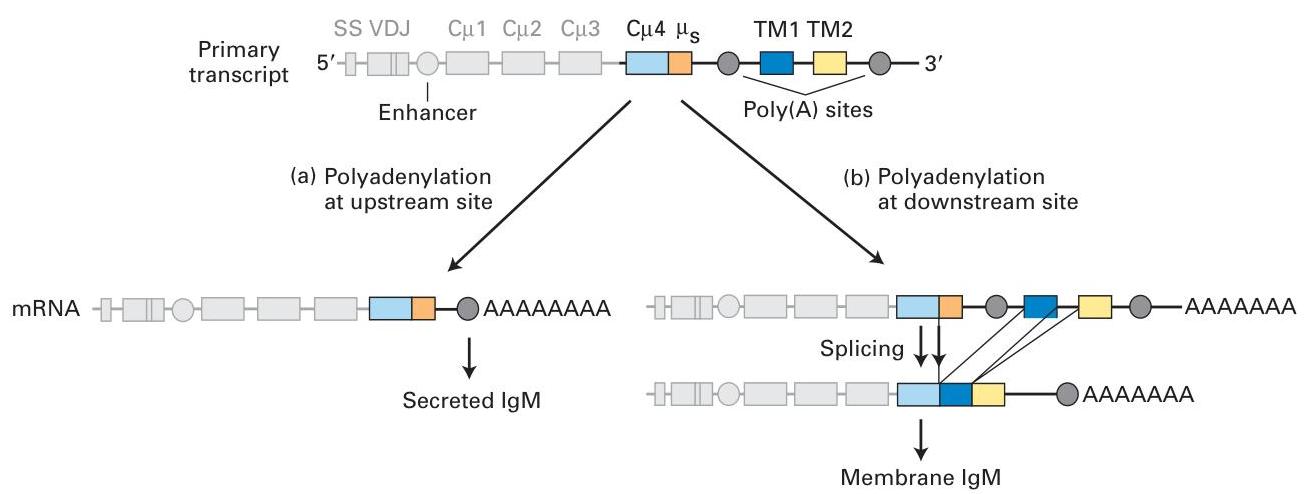 SS VDJ Cμ1 Cμ2 Cμ3 Cμ4 μs TM1 TM2
Primary
transcript
5′
3′
Enhancer
Poly(A) sites
(a) Polyadenylation
at upstream site
(b) Polyadenylation
at downstream site
mRNA
AAAAAAAA
AAAAAAA
Splicing
Secreted IgM
AAAAAAA
Membrane IgM